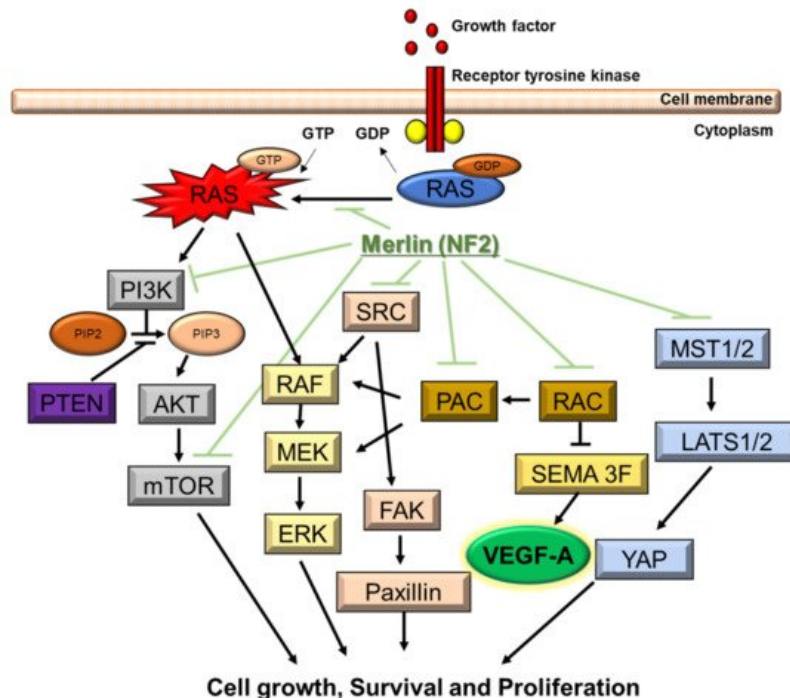 Growth factor
Receptor tyrosine kinase
Cell membrane
Cytoplasm
GTP
GDP
GTP
GDP
RAS
RAS
Merlin (NF2)
PI3K
SRC
PIP2
PIP3
MST1/2
PTEN
AKT
RAF
PAC
RAC
LATS1/2
MEK
SEMA 3F
mTOR
FAK
ERK
VEGF-A
YAP
Paxillin
Cell growth, Survival and Proliferation